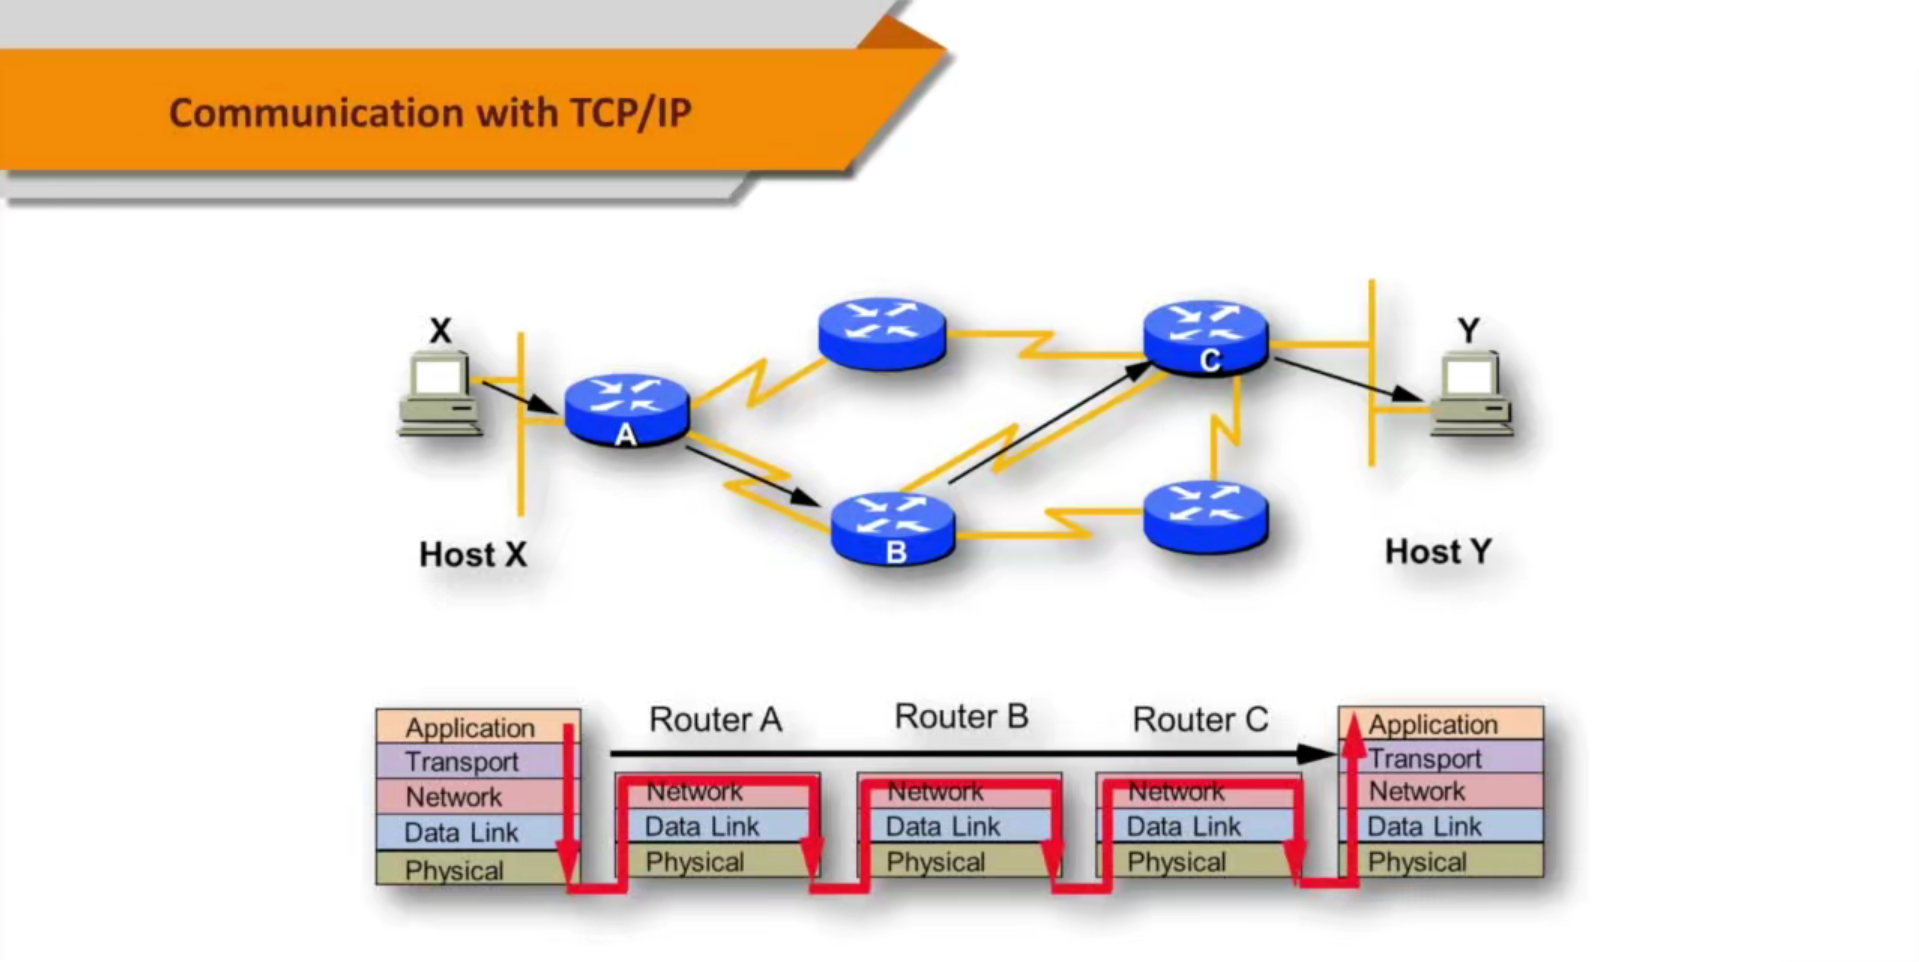 Communication with TCP/IP
X
Y
A
C
B
Host X
Host Y
Router A
Router B
Router C
Application
Transport
Network
Data Link
Physical
Network
Data Link
Physical
Network
Data Link
Physical
Network
Data Link
Physical
Application
Transport
Network
Data Link
Physical